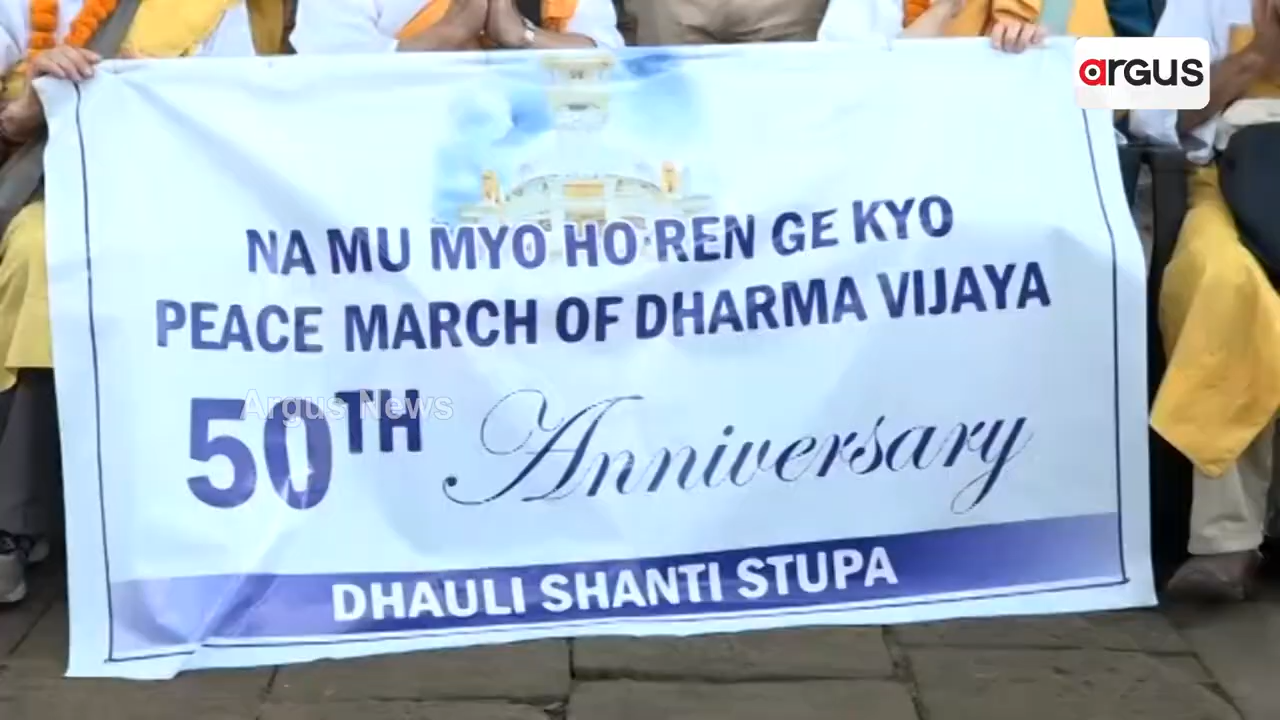 argus
NA MU MYO HO REN GE KYO
PEACE MARCH OF DHARMA VIJAYA
50TH Anniversary
Argus News
DHAULI SHANTI STUPA